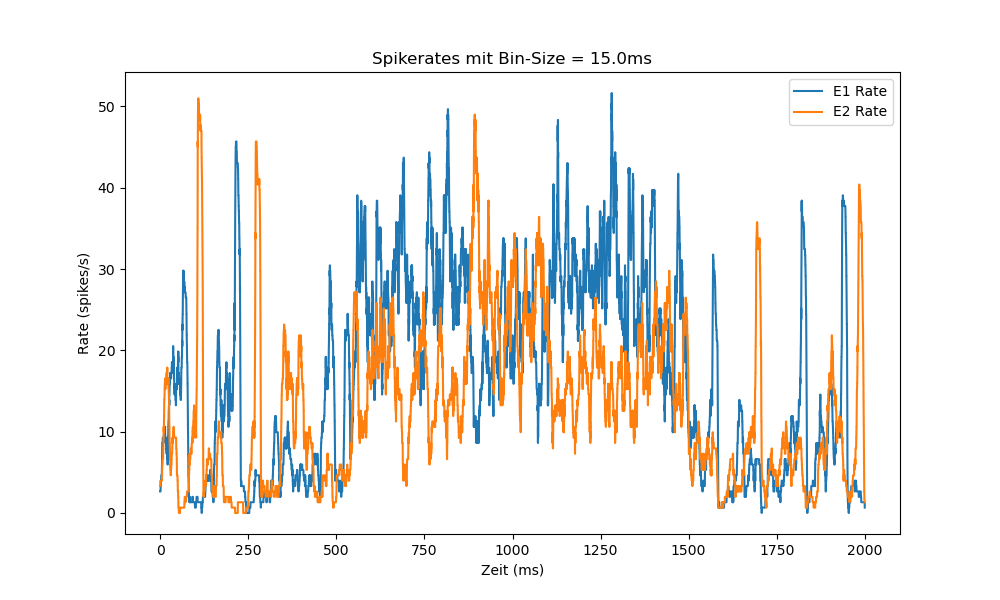 Spikerates mit Bin-Size = 15.0ms
E1 Rate
E2 Rate
50
40
30
20
10
0
Rate (spikes/s)
0 250 500 750 1000 1250 1500 1750 2000
Zeit (ms)